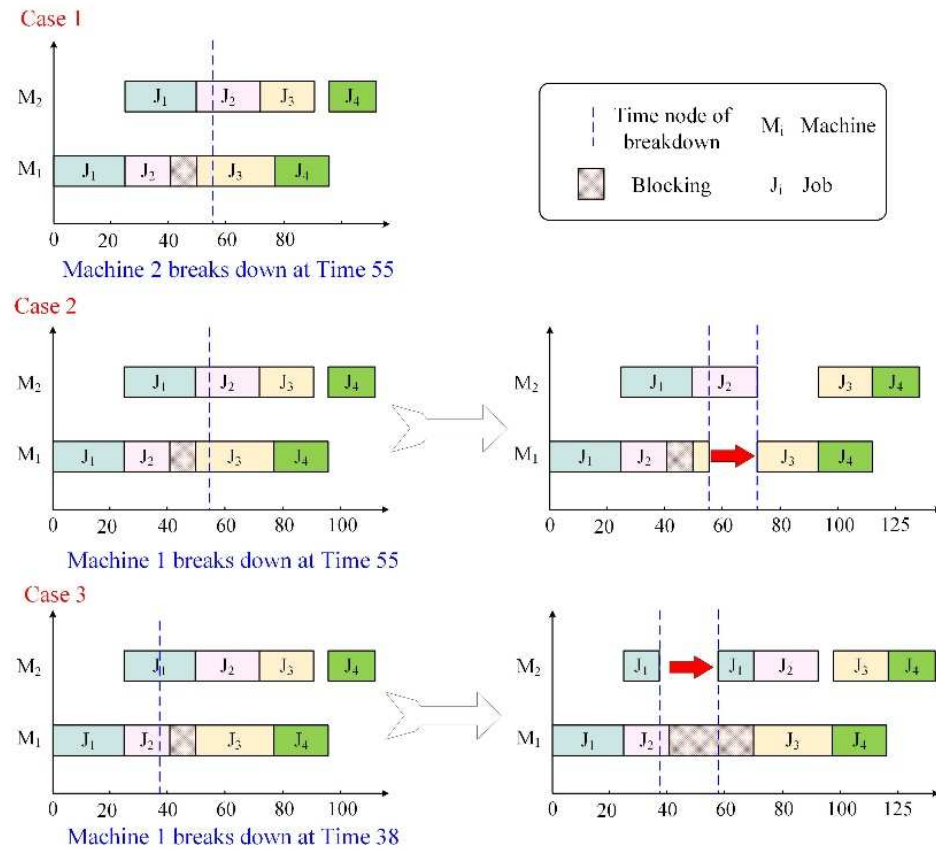 Case 1
M2
J1 J2 J3 J4
M1
J1 J2 J3 J4
0 20 40 60 80
Machine 2 breaks down at Time 55
Time node of breakdown
Mi Machine
Blocking
Ji Job
Case 2
M2
J1 J2 J3 J4
M1
J1 J2 J3 J4
0 20 40 60 80 100
Machine 1 breaks down at Time 55
M2
J1 J2 J3 J4
M1
J1 J2 J3 J4
0 20 40 60 80 100 125
Case 3
M2
J1 J2 J3 J4
M1
J1 J2 J3 J4
0 20 40 60 80 100
Machine 1 breaks down at Time 38
M2
J1 J1 J2 J3 J4
M1
J1 J2 J3 J4
0 20 40 60 80 100 125